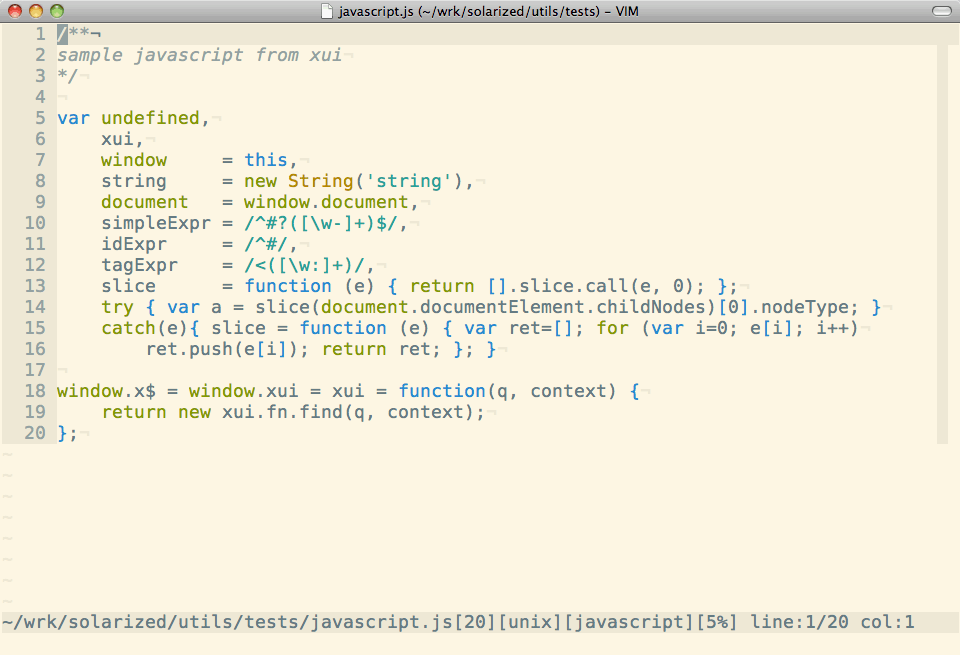 javascript.js (~/wrk/solarized/utils/tests) – VIM
1 /**¬
2 sample javascript from xui¬
3 */¬
4 ¬
5 var undefined,¬
6     xui,¬
7     window     = this,¬
8     string     = new String('string'),¬
9     document   = window.document,¬
10     simpleExpr = /^#?([\w-]+)$/,¬
11     idExpr     = /^#/,¬
12     tagExpr    = /<([\w:]+)/,¬
13     slice      = function (e) { return [].slice.call(e, 0); };¬
14     try { var a = slice(document.documentElement.childNodes)[0].nodeType; }¬
15     catch(e){ slice = function (e) { var ret=[]; for (var i=0; e[i]; i++)¬
16         ret.push(e[i]); return ret; }; }¬
17 ¬
18 window.x$ = window.xui = xui = function(q, context) {¬
19     return new xui.fn.find(q, context);¬
20 };¬
~
~
~
~
~
~
~
~
~/wrk/solarized/utils/tests/javascript.js[20][unix][javascript][5%] line:1/20 col:1